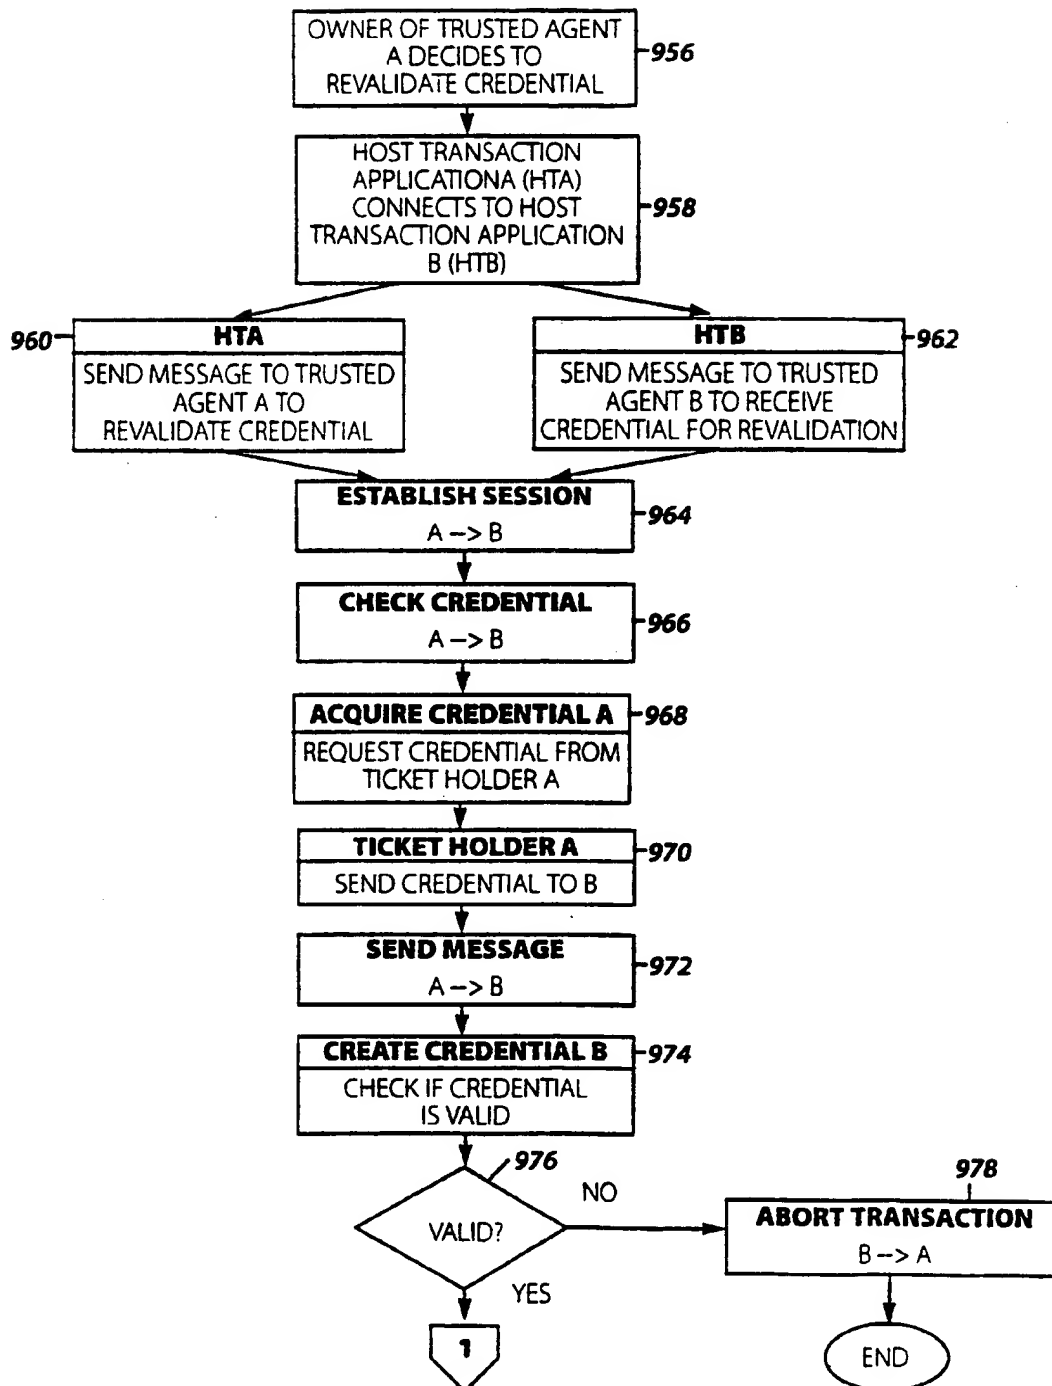 OWNER OF TRUSTED AGENT
A DECIDES TO
REVALIDATE CREDENTIAL
956
HOST TRANSACTION
APPLICATIONA (HTA)
CONNECTS TO HOST
TRANSACTION APPLICATION
B (HTB)
958
960
HTA
SEND MESSAGE TO TRUSTED
AGENT A TO
REVALIDATE CREDENTIAL
HTB
962
SEND MESSAGE TO TRUSTED
AGENT B TO RECEIVE
CREDENTIAL FOR REVALIDATION
ESTABLISH SESSION
A --> B
964
CHECK CREDENTIAL
A --> B
966
ACQUIRE CREDENTIAL A
968
REQUEST CREDENTIAL FROM
TICKET HOLDER A
TICKET HOLDER A
970
SEND CREDENTIAL TO B
SEND MESSAGE
A --> B
972
CREATE CREDENTIAL B
974
CHECK IF CREDENTIAL
IS VALID
976
VALID?
NO
978
ABORT TRANSACTION
B --> A
YES
1
END